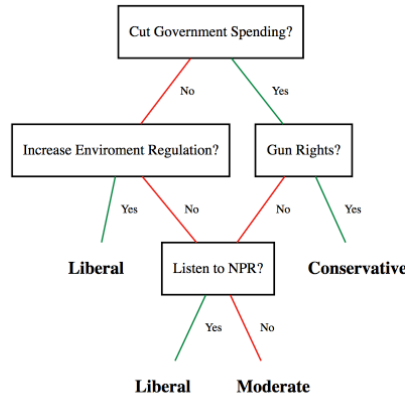 Cut Government Spending?
No
Yes
Increase Enviroment Regulation?
Gun Rights?
Yes
No
No
Yes
Liberal
Listen to NPR?
Conservative
Yes
No
Liberal
Moderate